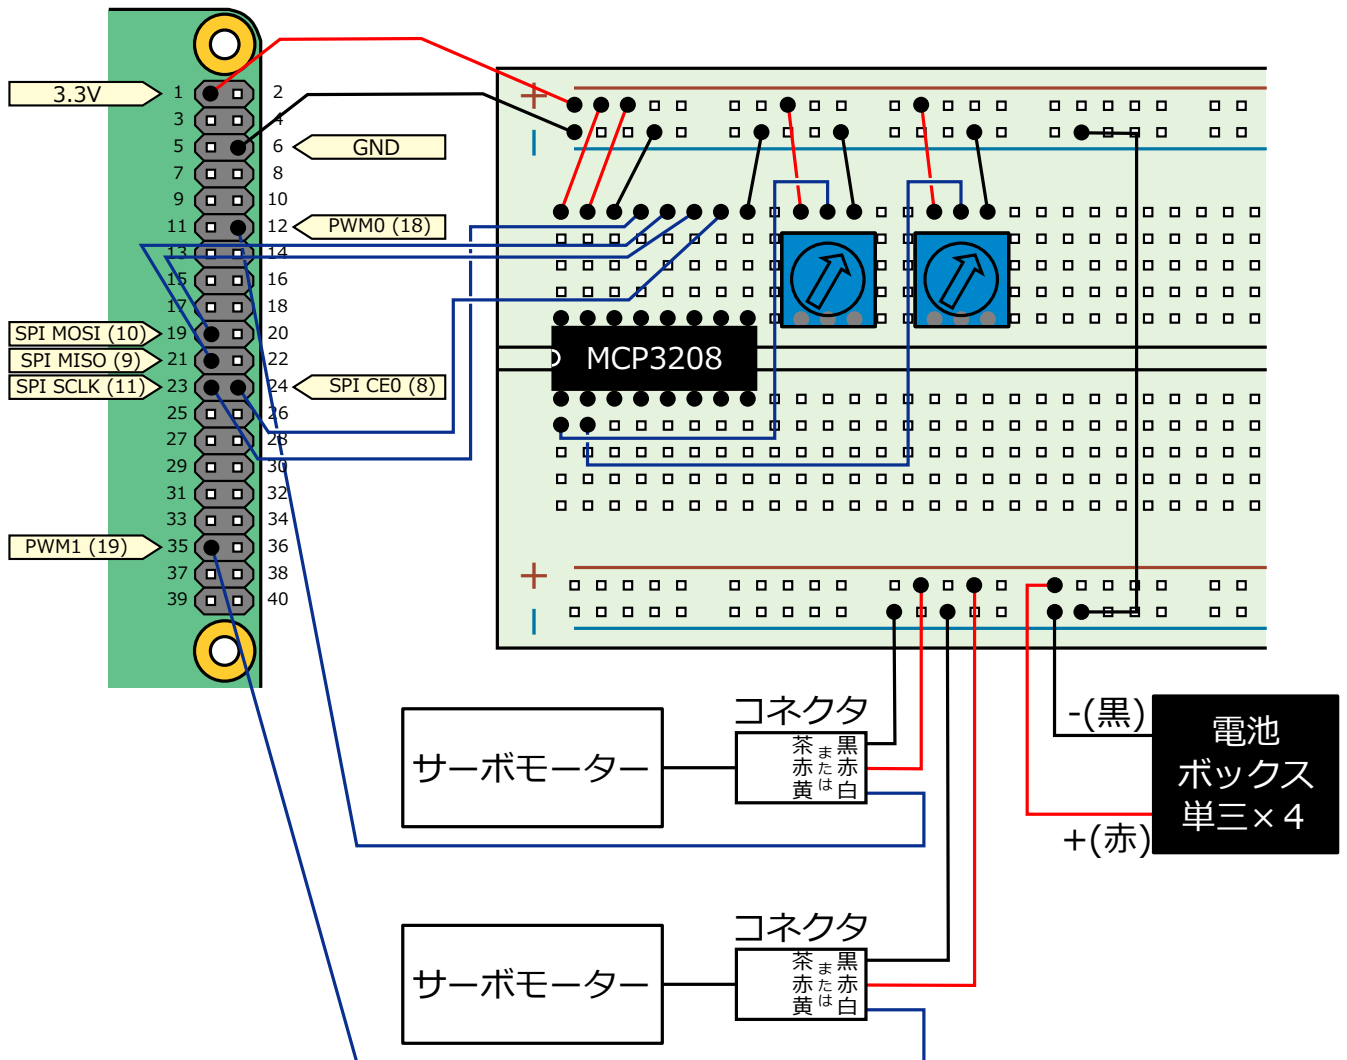 3.3V
1
2
3
4
5
6
GND
7
8
9
10
11
12
PWM0 (18)
13
14
15
16
17
18
SPI MOSI (10)
19
20
SPI MISO (9)
21
22
SPI SCLK (11)
23
24
SPI CE0 (8)
25
26
27
28
29
30
31
32
33
34
PWM1 (19)
35
36
37
38
39
40
+
-
MCP3208
+
-
サーボモーター
コネクタ
茶 または 黒
赤 赤
黄 白
-(黒)
+(赤)
電池
ボックス
単三×4
サーボモーター
コネクタ
茶 または 黒
赤 赤
黄 白